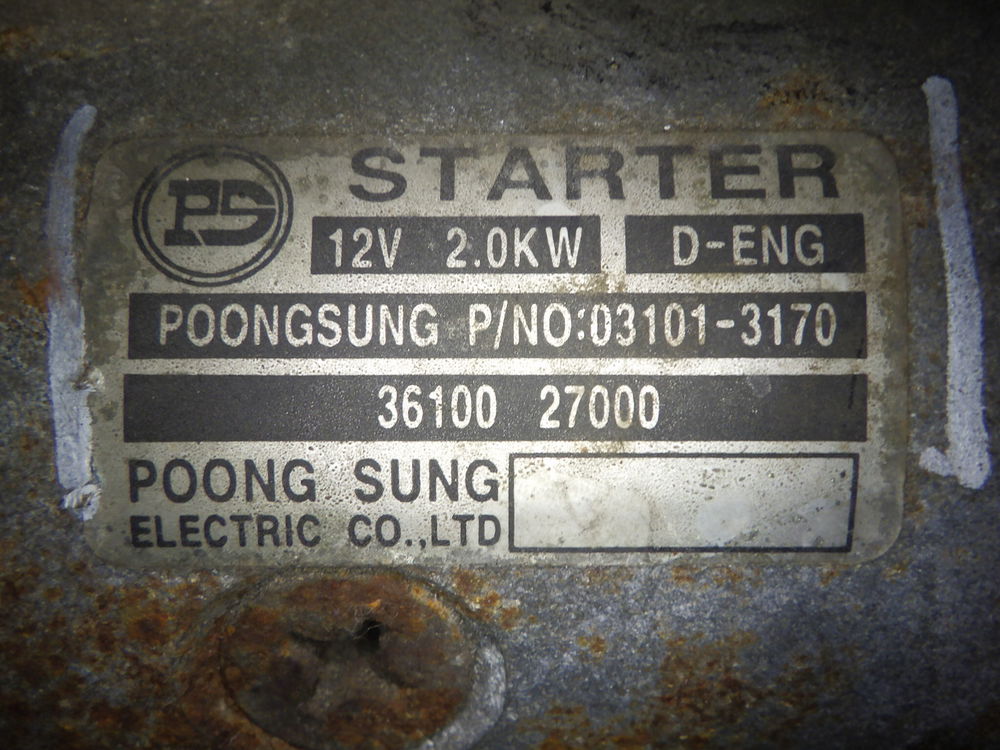 PS STARTER
12V 2.0KW D-ENG
POONGSUNG P/NO:03101-3170
36100 27000
POONG SUNG
ELECTRIC CO.,LTD